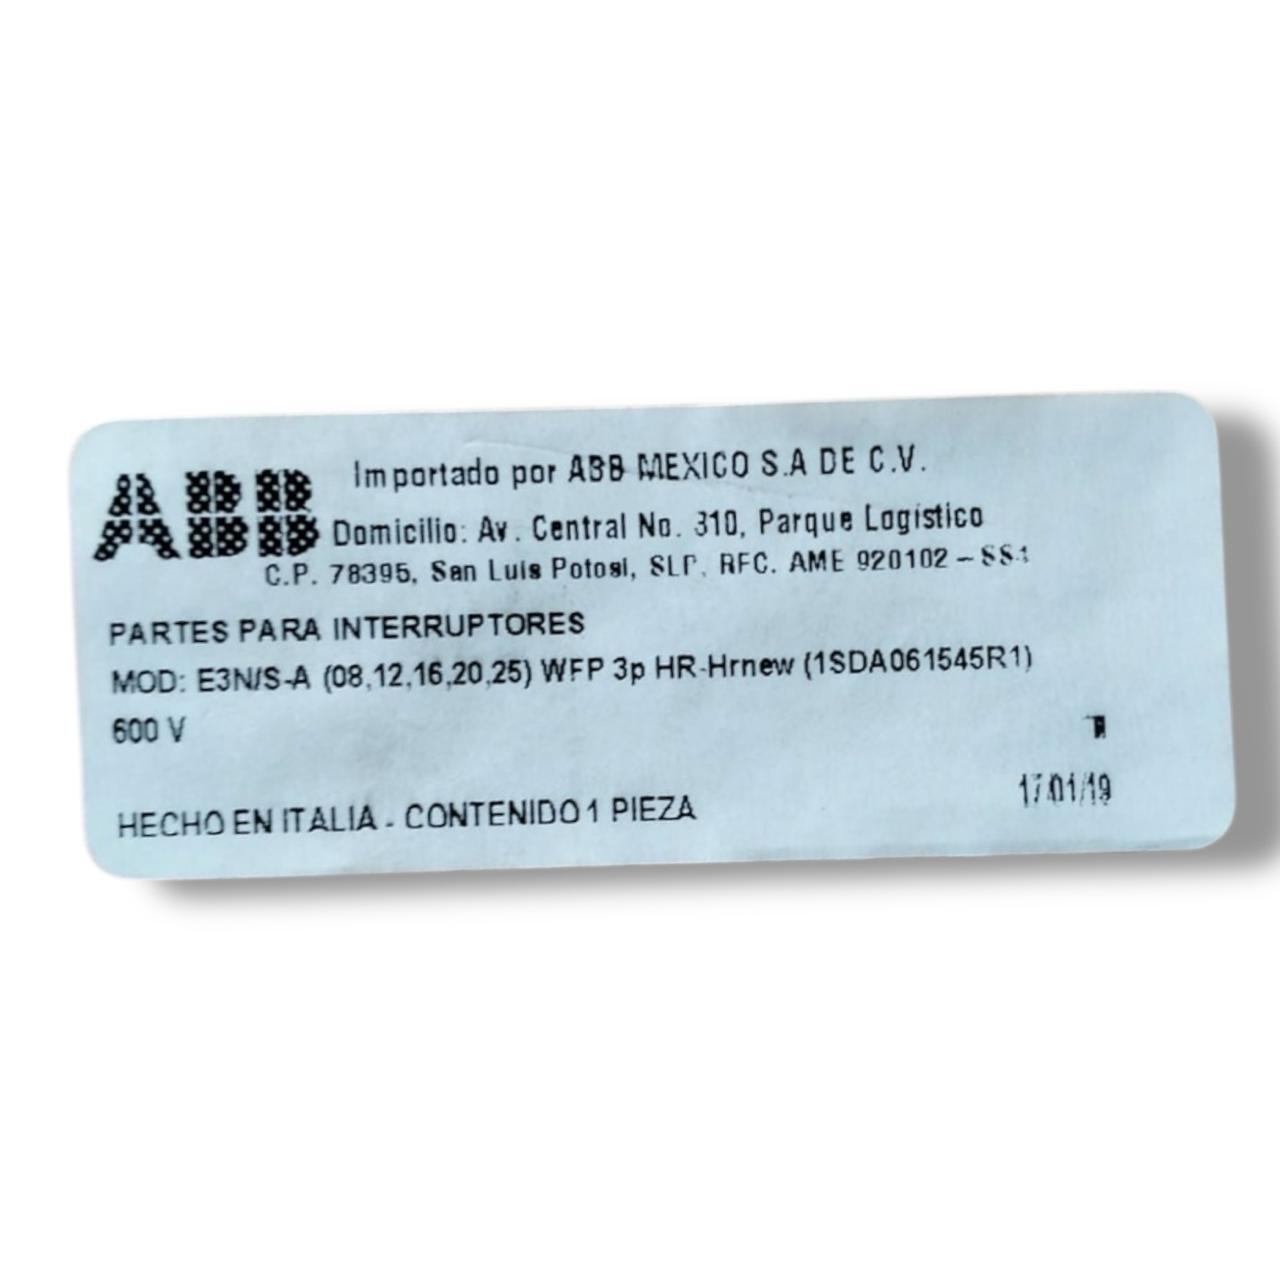 ABB
Importado por ABB MEXICO S.A DE C.V.
Domicilio: Av. Central No. 310, Parque Logístico
C.P. 78395, San Luis Potosi, SLP. RFC. AME 920102 - SS1
PARTES PARA INTERRUPTORES
MOD: E3N/S-A (08,12,16,20,25) WFP 3p HR-Hrnew (1SDA061545R1)
600 V
17/01/19
HECHO EN ITALIA - CONTENIDO 1 PIEZA